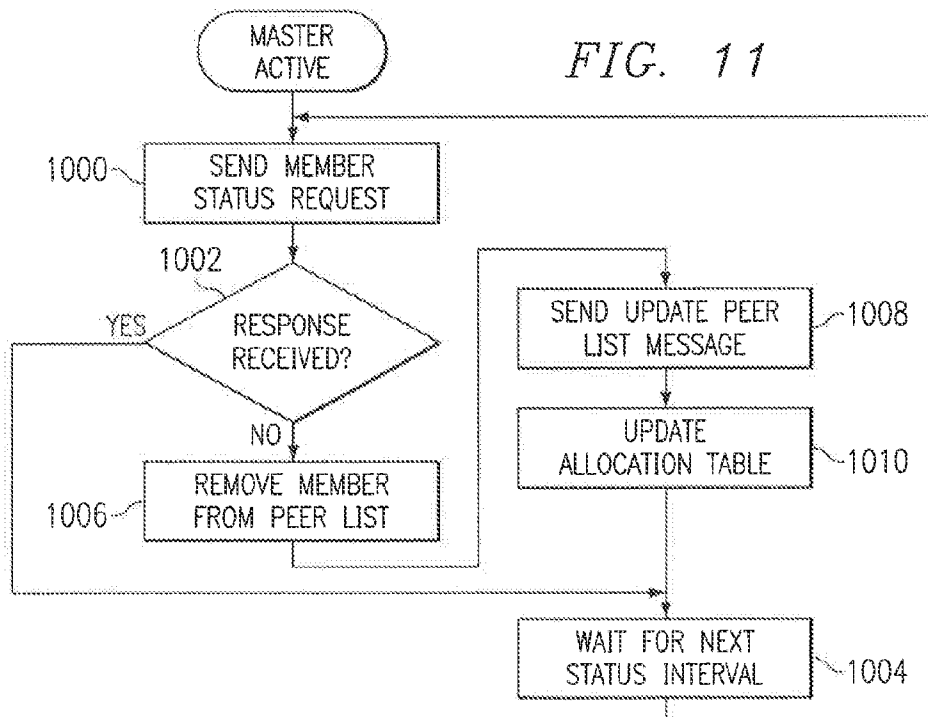 MASTER
ACTIVE
FIG. 11
1000
SEND MEMBER
STATUS REQUEST
1002
YES
RESPONSE
RECEIVED?
NO
1006
REMOVE MEMBER
FROM PEER LIST
SEND UPDATE PEER
LIST MESSAGE
1008
UPDATE
ALLOCATION TABLE
1010
WAIT FOR NEXT
STATUS INTERVAL
1004